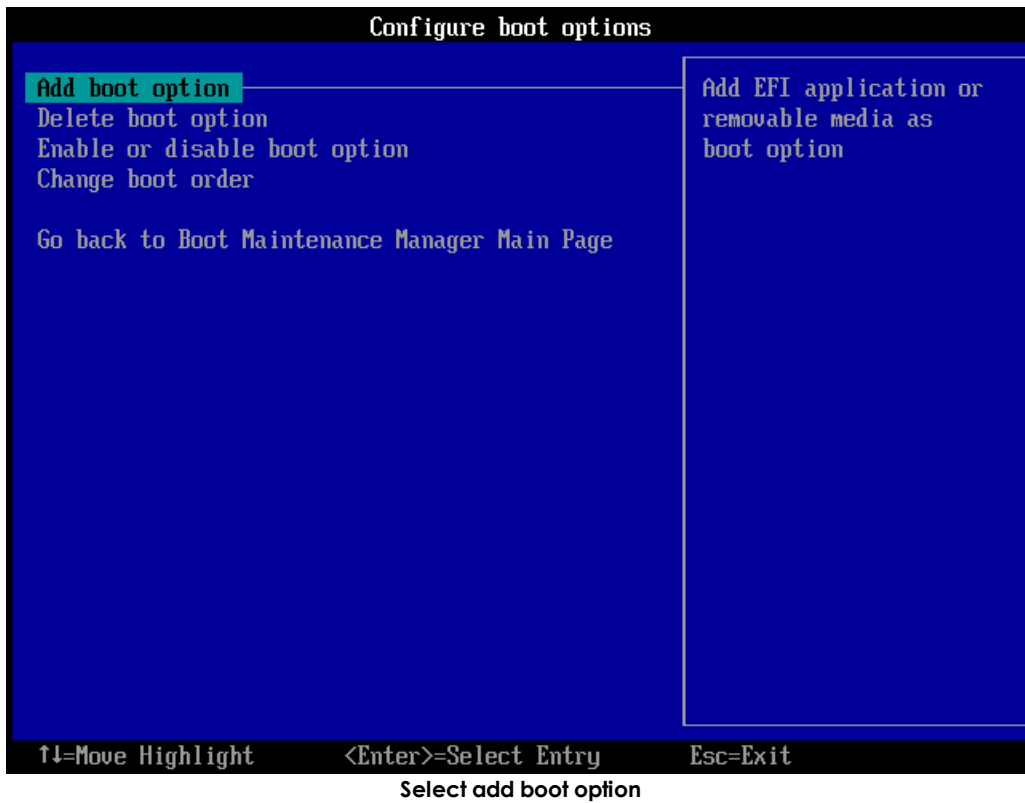 Configure boot options
Add boot option
Delete boot option
Enable or disable boot option
Change boot order
Go back to Boot Maintenance Manager Main Page
Add EFI application or
removable media as
boot option
↑↓=Move Highlight <Enter>=Select Entry Esc=Exit
Select add boot option